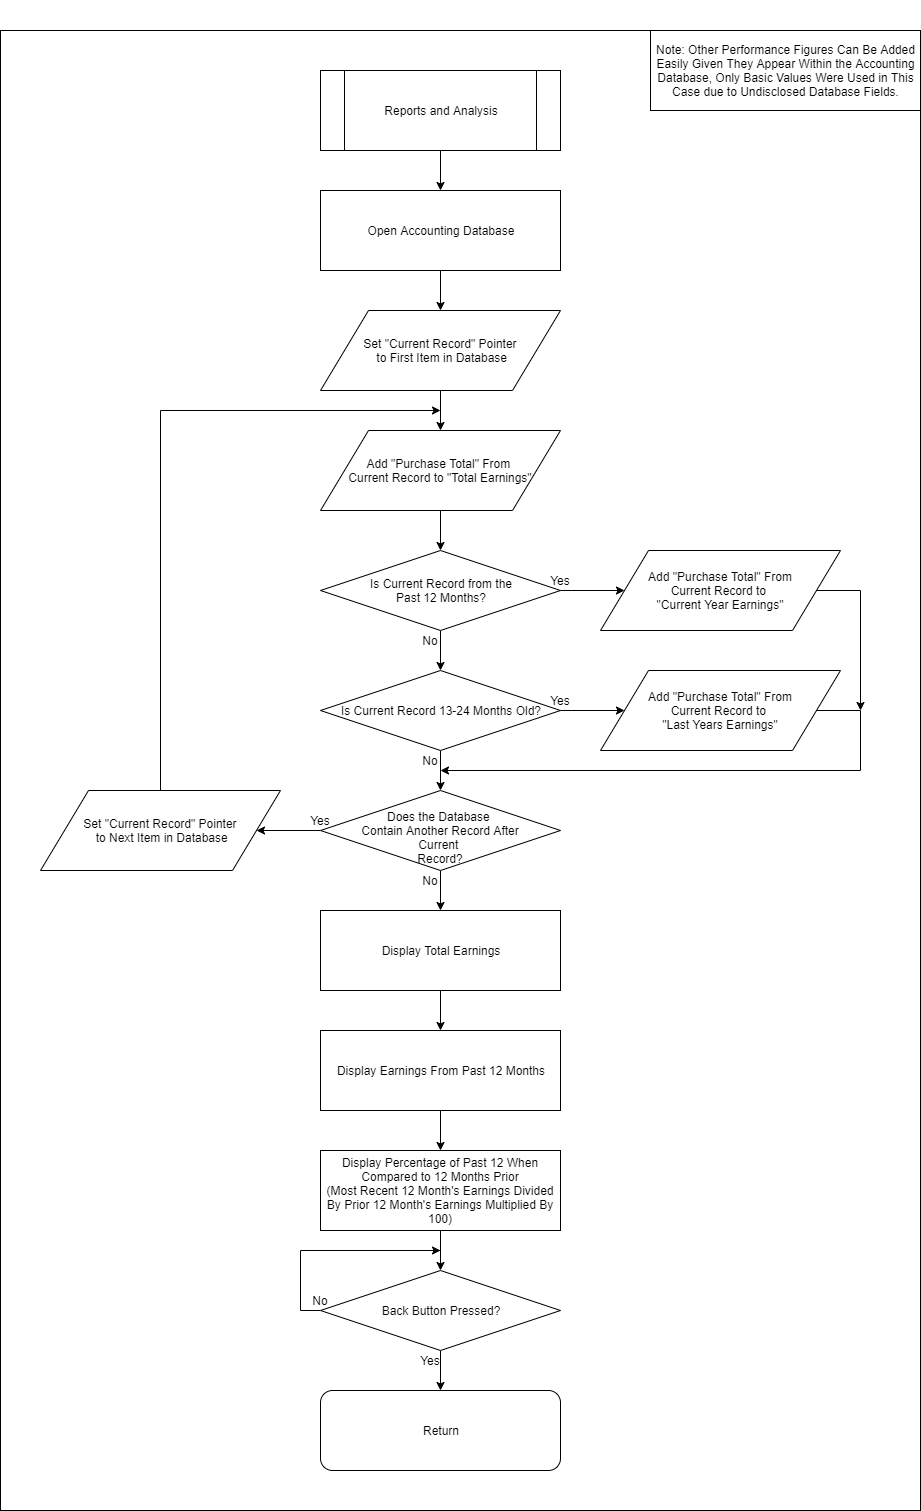 Note: Other Performance Figures Can Be Added
Easily Given They Appear Within the Accounting
Database, Only Basic Values Were Used in This
Case due to Undisclosed Database Fields.
Reports and Analysis
Open Accounting Database
Set "Current Record" Pointer
to First Item in Database
Add "Purchase Total" From
Current Record to "Total Earnings"
Is Current Record from the
Past 12 Months?
Yes
Add "Purchase Total" From
Current Record to
"Current Year Earnings"
No
Is Current Record 13-24 Months Old?
Yes
Add "Purchase Total" From
Current Record to
"Last Years Earnings"
No
Does the Database
Contain Another Record After
Current
Record?
Yes
Set "Current Record" Pointer
to Next Item in Database
No
Display Total Earnings
Display Earnings From Past 12 Months
Display Percentage of Past 12 When
Compared to 12 Months Prior
(Most Recent 12 Month's Earnings Divided
By Prior 12 Month's Earnings Multiplied By
100)
No
Back Button Pressed?
Yes
Return